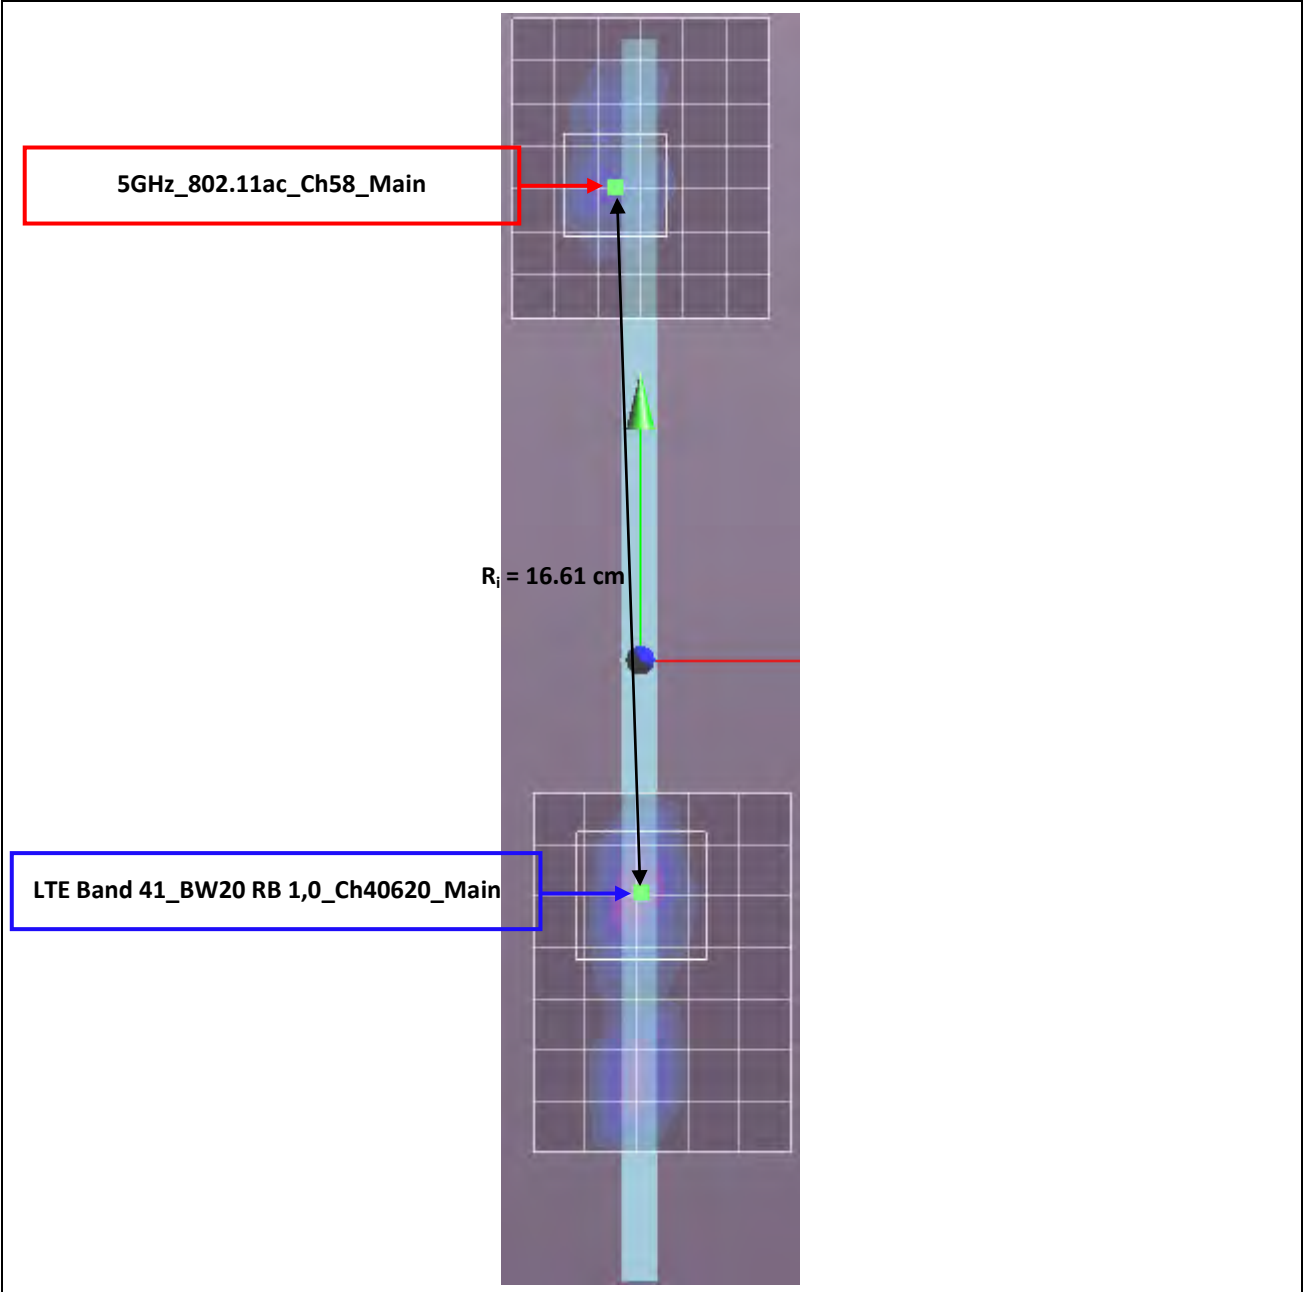 5GHz_802.11ac_Ch58_Main
Rᵢ = 16.61 cm
LTE Band 41_BW20 RB 1,0_Ch40620_Main